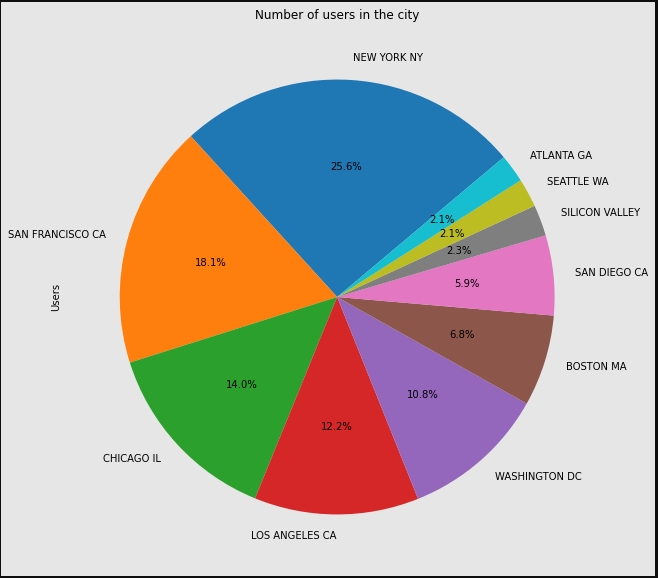 Number of users in the city
NEW YORK NY
25.6%
ATLANTA GA
2.1%
SEATTLE WA
2.1%
SILICON VALLEY
2.3%
SAN FRANCISCO CA
18.1%
SAN DIEGO CA
5.9%
Users
BOSTON MA
6.8%
CHICAGO IL
14.0%
WASHINGTON DC
10.8%
LOS ANGELES CA
12.2%